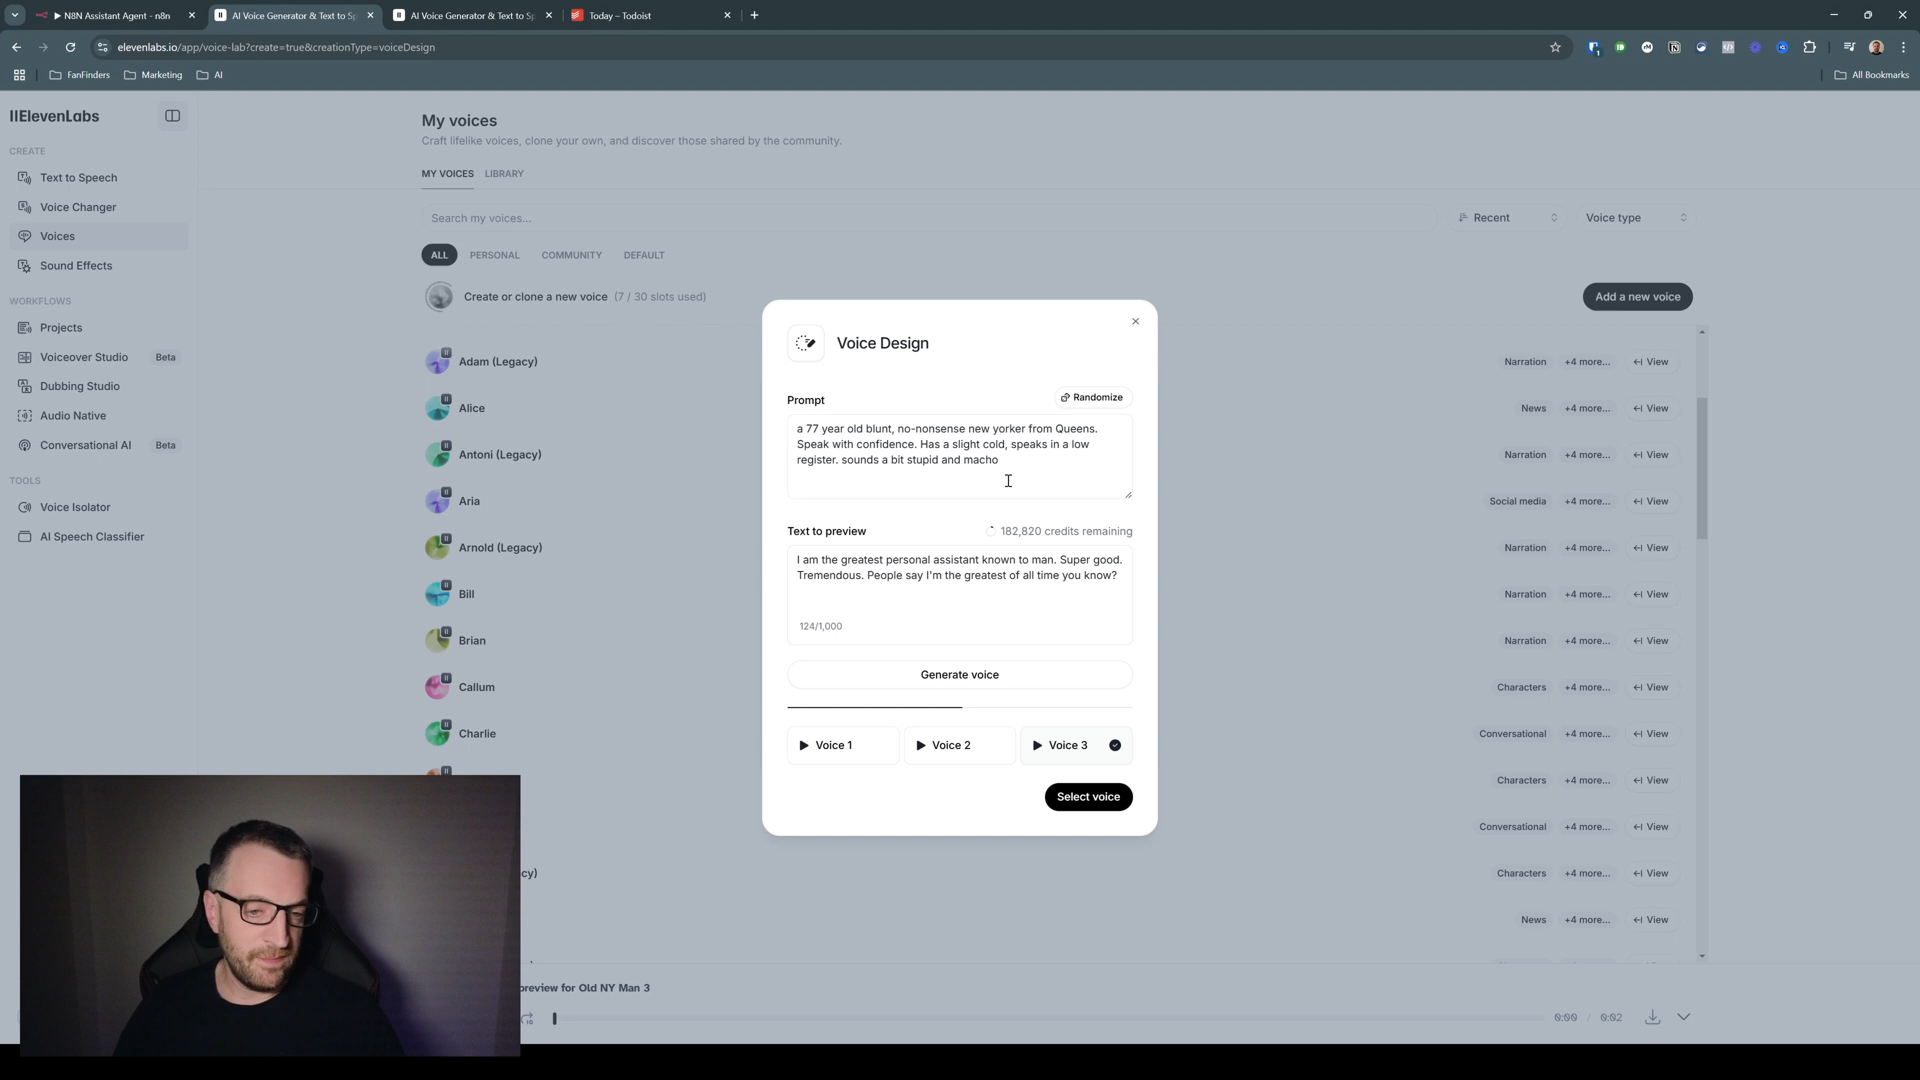 N8N Assistant Agent - n8n
AI Voice Generator & Text to Sp
AI Voice Generator & Text to Sp
Today – Todoist
elevenlabs.io/app/voice-lab?create=true&creationType=voiceDesign
FanFinders
Marketing
AI
All Bookmarks
IIElevenLabs
CREATE
Text to Speech
Voice Changer
Voices
Sound Effects
WORKFLOWS
Projects
Voiceover Studio Beta
Dubbing Studio
Audio Native
Conversational AI Beta
TOOLS
Voice Isolator
AI Speech Classifier
My voices
Craft lifelike voices, clone your own, and discover those shared by the community.
MY VOICES LIBRARY
Search my voices...
Recent
Voice type
ALL PERSONAL COMMUNITY DEFAULT
Create or clone a new voice (7 / 30 slots used)
Add a new voice
Adam (Legacy) Narration +4 more... View
Alice News +4 more... View
Antoni (Legacy) Narration +4 more... View
Aria Social media +4 more... View
Arnold (Legacy) Narration +4 more... View
Bill Narration +4 more... View
Brian Narration +4 more... View
Callum Characters +4 more... View
Charlie Conversational +4 more... View
Characters +4 more... View
Conversational +4 more... View
cy) Characters +4 more... View
News +4 more... View
Voice Design
Prompt
Randomize
a 77 year old blunt, no-nonsense new yorker from Queens.
Speak with confidence. Has a slight cold, speaks in a low
register. sounds a bit stupid and macho
Text to preview
182,820 credits remaining
I am the greatest personal assistant known to man. Super good.
Tremendous. People say I'm the greatest of all time you know?
124/1,000
Generate voice
Voice 1
Voice 2
Voice 3
Select voice
preview for Old NY Man 3
0:00 / 0:02